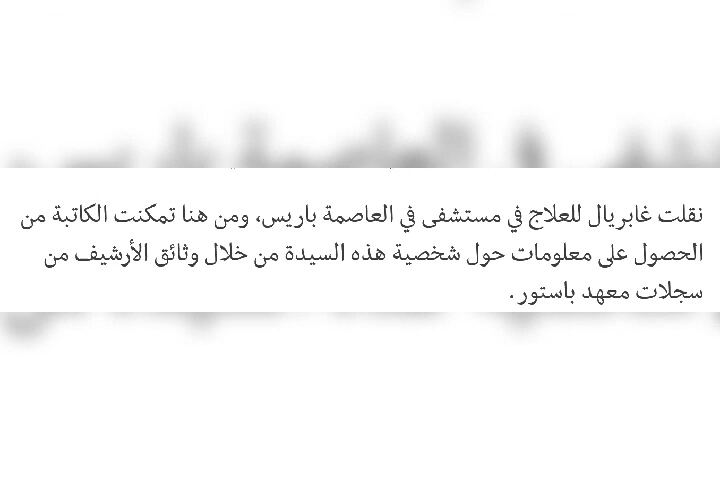 نقلت غابريال للعلاج في مستشفى في العاصمة باريس، ومن هنا تمكنت الكاتبة من
الحصول على معلومات حول شخصية هذه السيدة من خلال وثائق الأرشيف من
سجلات معهد باستور.